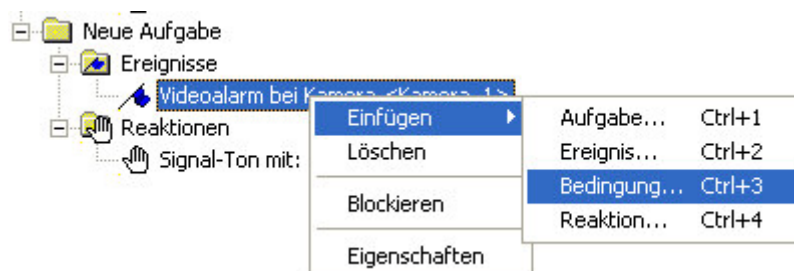 Neue Aufgabe
Ereignisse
Videoalarm bei Kamera <Kamera 1>
Reaktionen
Signal-Ton mit:
Einfügen
Löschen
Blockieren
Eigenschaften
Aufgabe... Ctrl+1
Ereignis... Ctrl+2
Bedingung... Ctrl+3
Reaktion... Ctrl+4